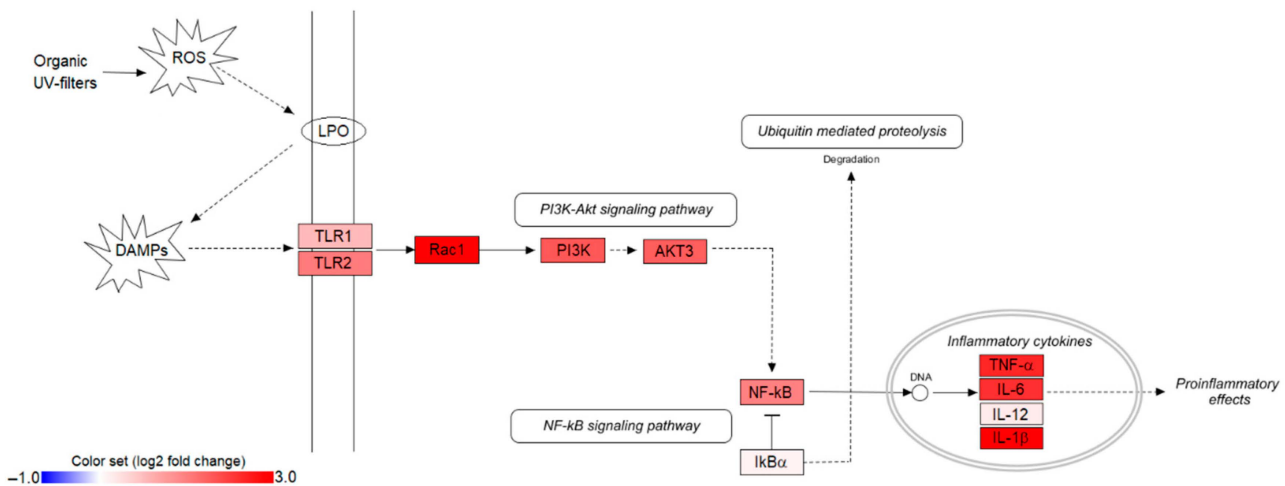 Organic
UV-filters
ROS
LPO
DAMPs
TLR1
TLR2
Rac1
PI3K-Akt signaling pathway
PI3K
AKT3
Ubiquitin mediated proteolysis
Degradation
NF-kB
NF-kB signaling pathway
IkBα
DNA
Inflammatory cytokines
TNF-α
IL-6
IL-12
IL-1β
Proinflammatory
effects
Color set (log2 fold change)
–1.0
3.0